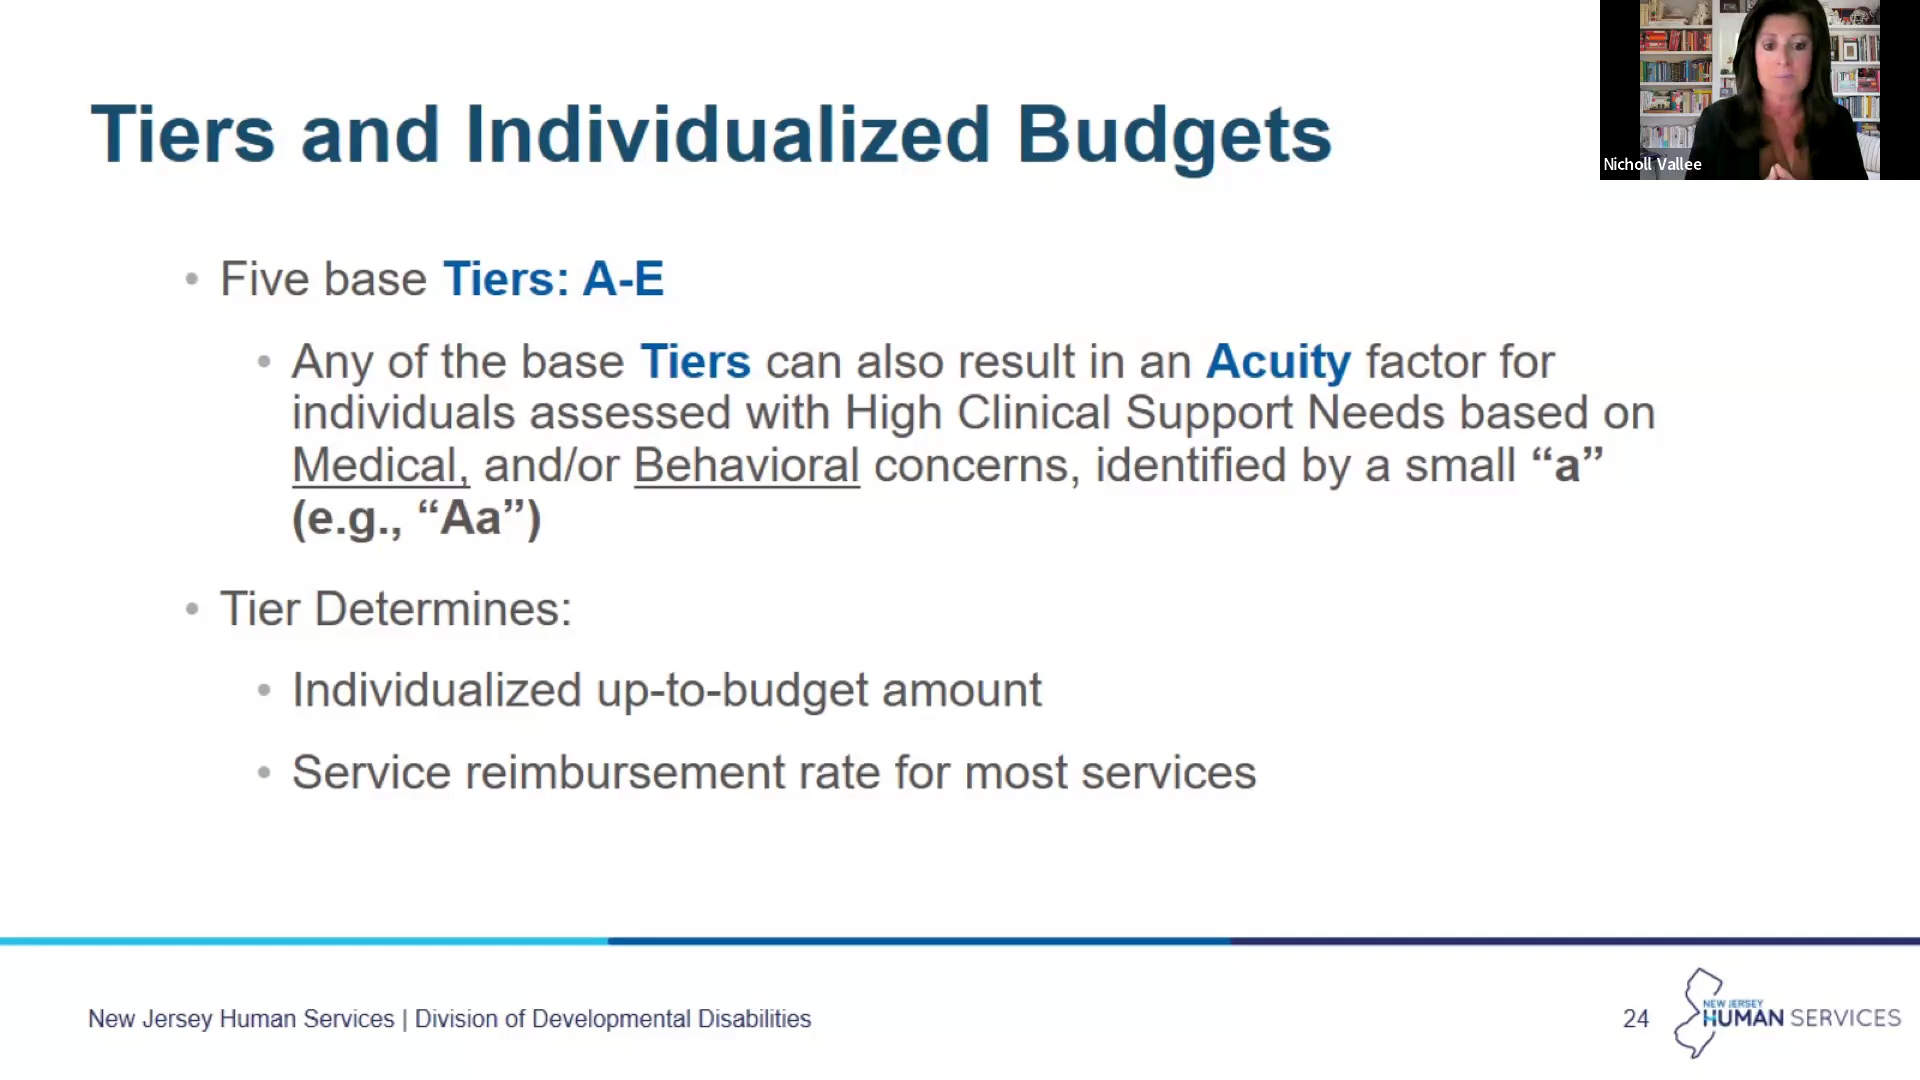 Tiers and Individualized Budgets
Nicholl Vallee
• Five base Tiers: A-E
• Any of the base Tiers can also result in an Acuity factor for
individuals assessed with High Clinical Support Needs based on
Medical, and/or Behavioral concerns, identified by a small “a”
(e.g., “Aa”)
• Tier Determines:
• Individualized up-to-budget amount
• Service reimbursement rate for most services
New Jersey Human Services | Division of Developmental Disabilities
24
NEW JERSEY
HUMAN SERVICES